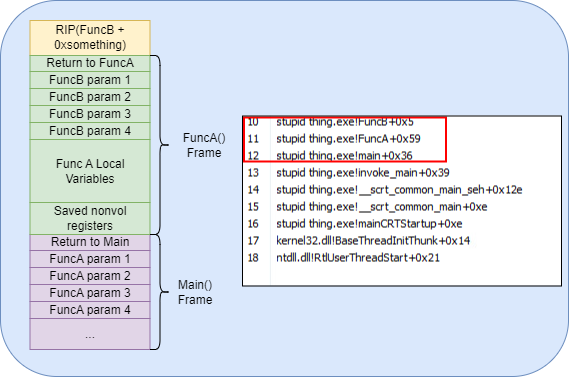 RIP(FuncB +
0xsomething)
Return to FuncA
FuncB param 1
FuncB param 2
FuncB param 3
FuncB param 4
Func A Local
Variables
Saved nonvol
registers
Return to Main
FuncA param 1
FuncA param 2
FuncA param 3
FuncA param 4
...
FuncA()
Frame
Main()
Frame
10 stupid thing.exe!FuncB+0x5
11 stupid thing.exe!FuncA+0x59
12 stupid thing.exe!main+0x36
13 stupid thing.exe!invoke_main+0x39
14 stupid thing.exe!__scrt_common_main_seh+0x12e
15 stupid thing.exe!__scrt_common_main+0xe
16 stupid thing.exe!mainCRTStartup+0xe
17 kernel32.dll!BaseThreadInitThunk+0x14
18 ntdll.dll!RtlUserThreadStart+0x21